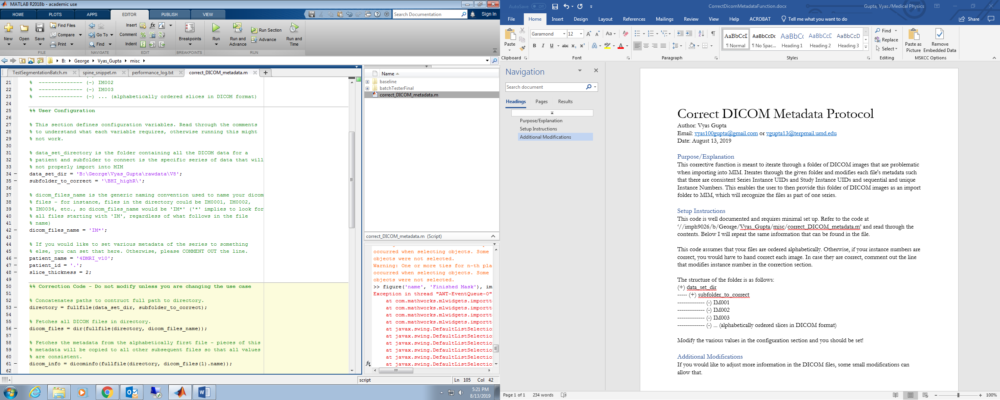 MATLAB R2018b - academic use
HOME PLOTS APPS EDITOR PUBLISH VIEW
Search Documentation
Sign In
New Open Save
Find Files
Compare
Print
FILE
Go To
Find
NAVIGATE
Insert
Comment
Indent
EDIT
Breakpoints
BREAKPOINTS
Run
Run and Advance
Run Section
Advance
Run and Time
RUN
B: George Vyas_Gupta misc
TestSegmentationBatch.m spine_snippet.m performance_log.txt correct_DICOM_metadata.m
21 %  -------------- (-) IM002
22 %  -------------- (-) IM003
23 %  -------------- (-) ... (alphabetically ordered slices in DICOM format)
24
25 %% User Configuration
26
27 % This section defines configuration variables. Read through the comments
28 % to understand what each variable requires, otherwise running this might
29 % not work.
30
31 % data_set_directory is the folder containing all the DICOM data for a
32 % patient and subfolder to connect is the specific series of data that will
33 % not properly import into MIM
34 data_set_dir = 'B:\George\Vyas_Gupta\rawdata\V8';
35 subfolder_to_correct = '\BHI_highR\';
36
37 % dicom_files_name is the generic naming convention used to name your dicom
38 % files - for instance, files in the directory could be IM0001, IM0002,
39 % IM0034, etc., so dicom_files_name would be 'IM*' ('*' implies to look for
40 % all files starting with 'IM', regardless of what follows in the file
41 % name)
42 dicom_files_name = 'IM*';
43
44 % If you would like to set various metadata of the series to something
45 % else, you can set that here. Otherwise, please COMMENT OUT the line.
46 patient_name = '4DMRI_v10';
47 patient_id = '.';
48 slice_thickness = 2;
49
50 %% Correction Code - Do not modify unless you are changing the use case
51
52 % Concatenates paths to contruct full path to directory.
53 directory = fullfile(data_set_dir, subfolder_to_correct);
54
55 % Fetches all DICOM files in directory.
56 dicom_files = dir(fullfile(directory, dicom_files_name));
57
58 % Fetches the metadata from the alphabetically first file - pieces of this
59 % metadata will be copied to all other subsequent files so that all values
60 % are consistent.
61 dicom_info = dicominfo(fullfile(directory, dicom_files(1).name));
62
Name
baseline
batchTesterFinal
correct_DICOM_metadata.m
correct_DICOM_metadata.m (Script)
occurred when selecting objects. Some
objects were not selected.
Warning: One or more ties for n-th pla
occurred when selecting objects. Some
objects were not selected.
>> figure('name', 'Finished Mask'), im
Exception in thread "AWT-EventQueue-0"
at com.mathworks.mlwidgets.importt
at com.mathworks.mlwidgets.importt
at com.mathworks.mlwidgets.importt
at com.mathworks.mlwidgets.importt
at javax.swing.DefaultListSelectio
at javax.swing.DefaultListSelectio
at javax.swing.DefaultListSelectio
at javax.swing.DefaultListSelectio
at javax.swing.DefaultListSelectio
at javax.swing.DefaultListSelectio
fx
script Ln 105 Col 42
5:21 PM
8/13/2019
AutoSave Off
CorrectDicomMetadataFunction.docx
Gupta, Vyas./Medical Physics
File Home Insert Design Layout References Mailings Review View Help ACROBAT Tell me what you want to do Share
Paste
Clipboard
Garamond 12
Font
Paragraph
AaBbCcI AaBbCcDc AaBbC( AaBbCcE AaBbCcD
¶ Normal ¶ No Spac... Heading 1 Heading 2 Heading 3
Styles
Find
Replace
Select
Editing
Paste as Picture
Remove Embedded Data
MSKCC Options
Navigation
Search document
Headings Pages Results
Purpose/Explanation
Setup Instructions
Additional Modifications
Correct DICOM Metadata Protocol
Author: Vyas Gupta
Email: vyas100gupta@gmail.com or vgupta13@terpmail.umd.edu
Date: August 13, 2019
Purpose/Explanation
This corrective function is meant to iterate through a folder of DICOM images that are problematic
when importing into MIM. Iterates through the given folder and modifies each file's metadata such
that there are consistent Series Instance UIDs and Study Instance UIDs and sequential and unique
Instance Numbers. This enables the user to then provide this folder of DICOM images as an import
folder to MIM, which will recognize the files as part of one series.
Setup Instructions
This code is well documented and requires minimal set up. Refer to the code at
‘//imph9026/b/George/Vyas_Gupta/misc/correct_DICOM_metadata.m’ and read through the
contents. Below I will repeat the same information that can be found in the file.
This code assumes that your files are ordered alphabetically. Otherwise, if your instance numbers are
correct, you would have to hand correct each image. In case they are correct, comment out the line
that modifies instance number in the correction section.
The structure of the folder is as follows:
(+) data_set_dir
----- (+) subfolder_to_correct
-------------- (-) IM001
-------------- (-) IM002
-------------- (-) IM003
-------------- (-) ... (alphabetically ordered slices in DICOM format)
Modify the various values in the configuration section and you should be set!
Additional Modifications
If you would like to adjust more information in the DICOM files, some small modifications can
allow that.
Page 1 of 1 234 words
100%